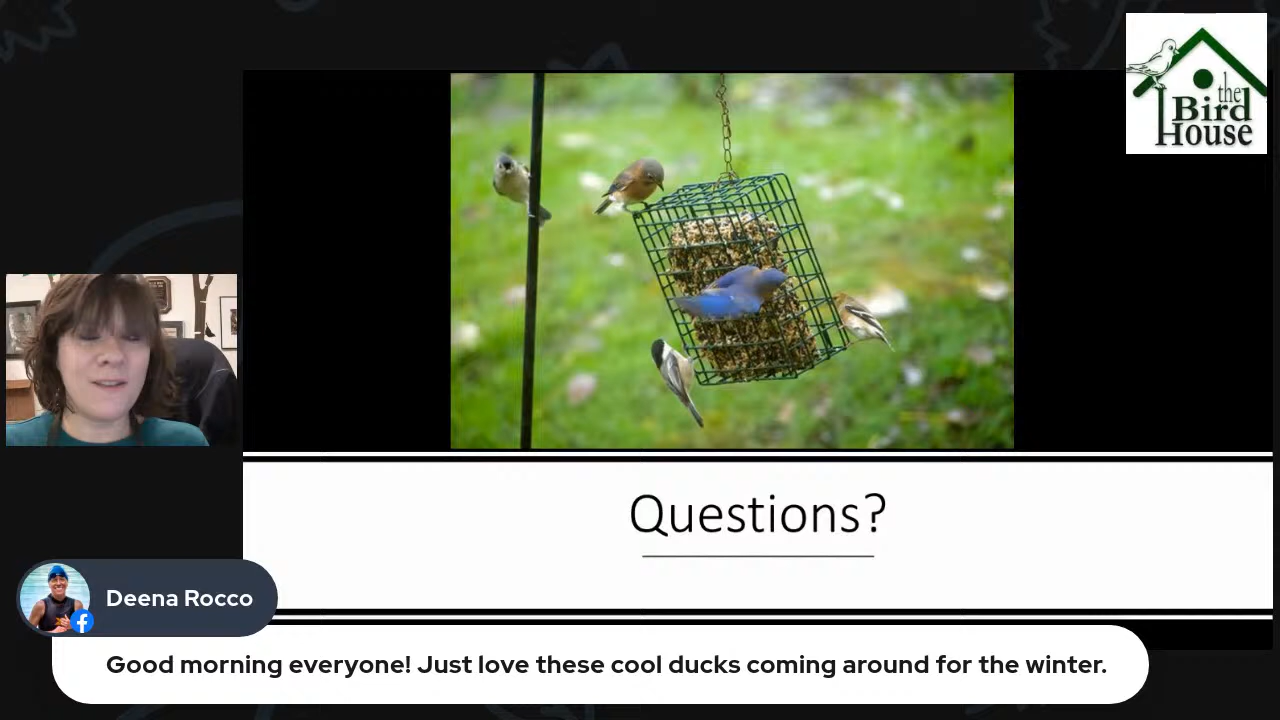 the
Bird
House
Questions?
Deena Rocco
Good morning everyone! Just love these cool ducks coming around for the winter.